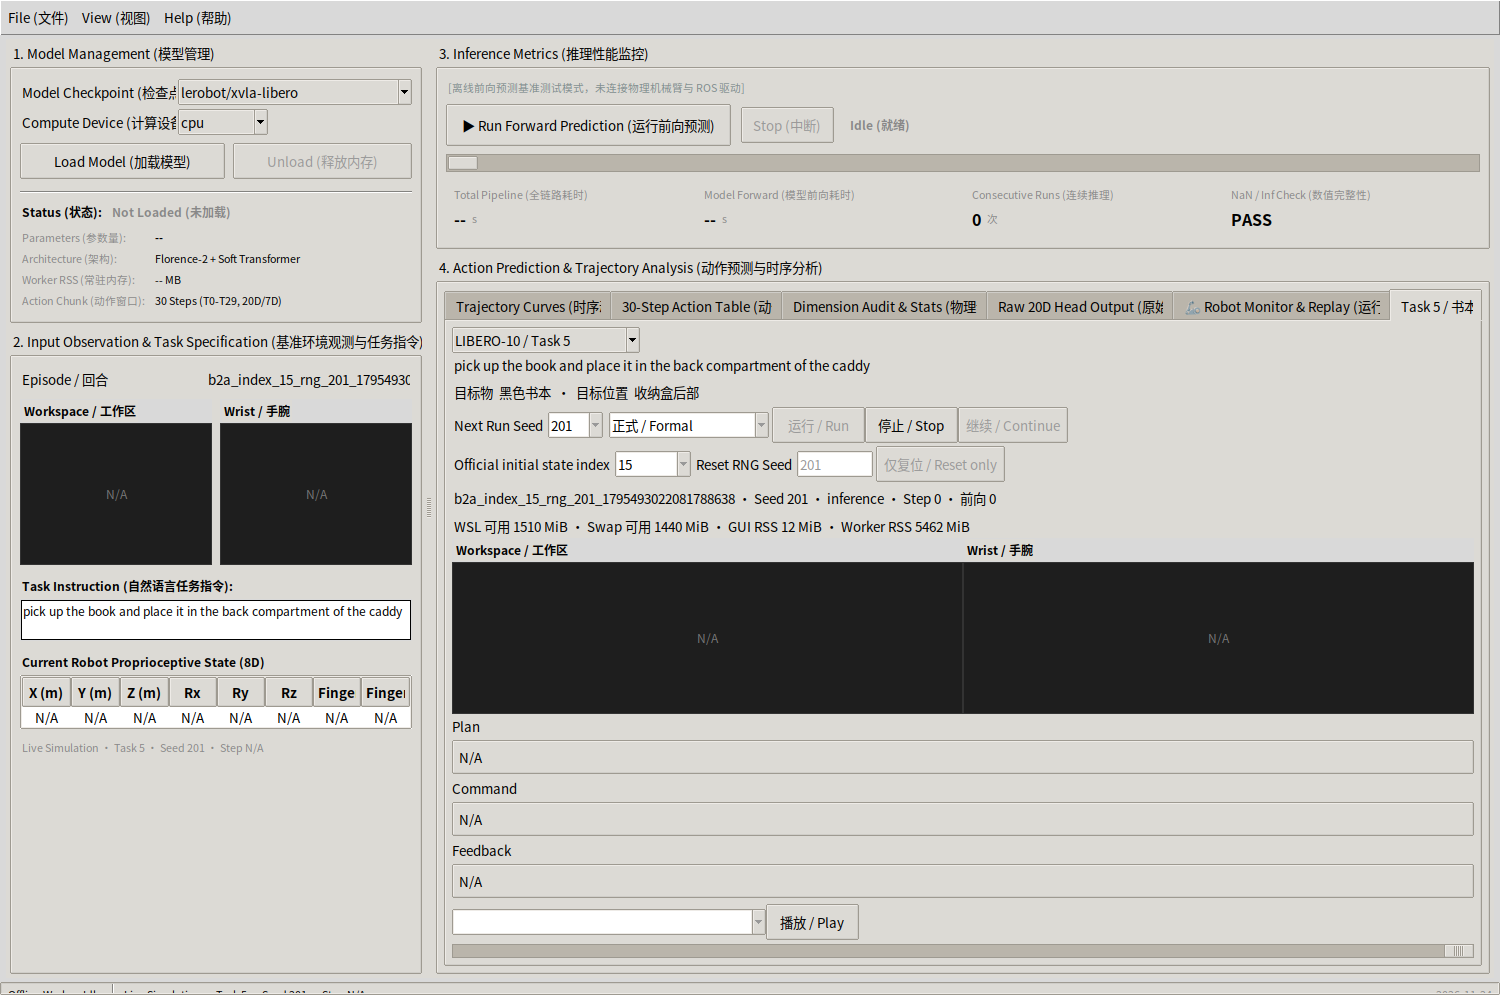 File (文件) View (视图) Help (帮助)
1. Model Management (模型管理)
Model Checkpoint (检查点
lerobot/xvla-libero
Compute Device (计算设备
cpu
Load Model (加载模型)
Unload (释放内存)
Status (状态): Not Loaded (未加载)
Parameters (参数量): --
Architecture (架构): Florence-2 + Soft Transformer
Worker RSS (常驻内存): -- MB
Action Chunk (动作窗口): 30 Steps (T0-T29, 20D/7D)
2. Input Observation & Task Specification (基准环境观测与任务指令)
Episode / 回合 b2a_index_15_rng_201_17954930
Workspace / 工作区 Wrist / 手腕
N/A N/A
Task Instruction (自然语言任务指令):
pick up the book and place it in the back compartment of the caddy
Current Robot Proprioceptive State (8D)
X (m) Y (m) Z (m) Rx Ry Rz Finge Finger
N/A N/A N/A N/A N/A N/A N/A N/A
Live Simulation · Task 5 · Seed 201 · Step N/A
3. Inference Metrics (推理性能监控)
[离线前向预测基准测试模式，未连接物理机械臂与 ROS 驱动]
▶ Run Forward Prediction (运行前向预测) Stop (中断) Idle (就绪)
Total Pipeline (全链路耗时) Model Forward (模型前向耗时) Consecutive Runs (连续推理) NaN / Inf Check (数值完整性)
-- s -- s 0 次 PASS
4. Action Prediction & Trajectory Analysis (动作预测与时序分析)
Trajectory Curves (时序 30-Step Action Table (动 Dimension Audit & Stats (物理 Raw 20D Head Output (原始 Robot Monitor & Replay (运行 Task 5 / 书本
LIBERO-10 / Task 5
pick up the book and place it in the back compartment of the caddy
目标物 黑色书本 · 目标位置 收纳盒后部
Next Run Seed 201 正式 / Formal 运行 / Run 停止 / Stop 继续 / Continue
Official initial state index 15 Reset RNG Seed 201 仅复位 / Reset only
b2a_index_15_rng_201_1795493022081788638 · Seed 201 · inference · Step 0 · 前向 0
WSL 可用 1510 MiB · Swap 可用 1440 MiB · GUI RSS 12 MiB · Worker RSS 5462 MiB
Workspace / 工作区 Wrist / 手腕
N/A N/A
Plan
N/A
Command
N/A
Feedback
N/A
播放 / Play